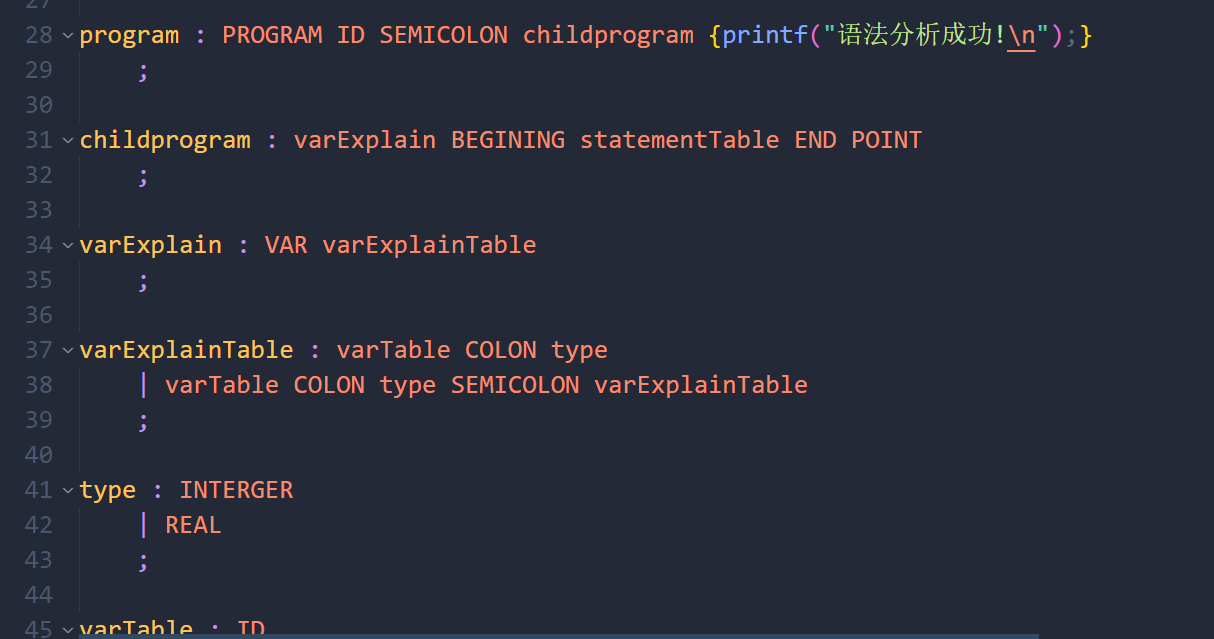 27
28 program : PROGRAM ID SEMICOLON childprogram {printf("语法分析成功!\n");}
29 ;
30
31 childprogram : varExplain BEGINING statementTable END POINT
32 ;
33
34 varExplain : VAR varExplainTable
35 ;
36
37 varExplainTable : varTable COLON type
38 | varTable COLON type SEMICOLON varExplainTable
39 ;
40
41 type : INTERGER
42 | REAL
43 ;
44
45 varTable : ID